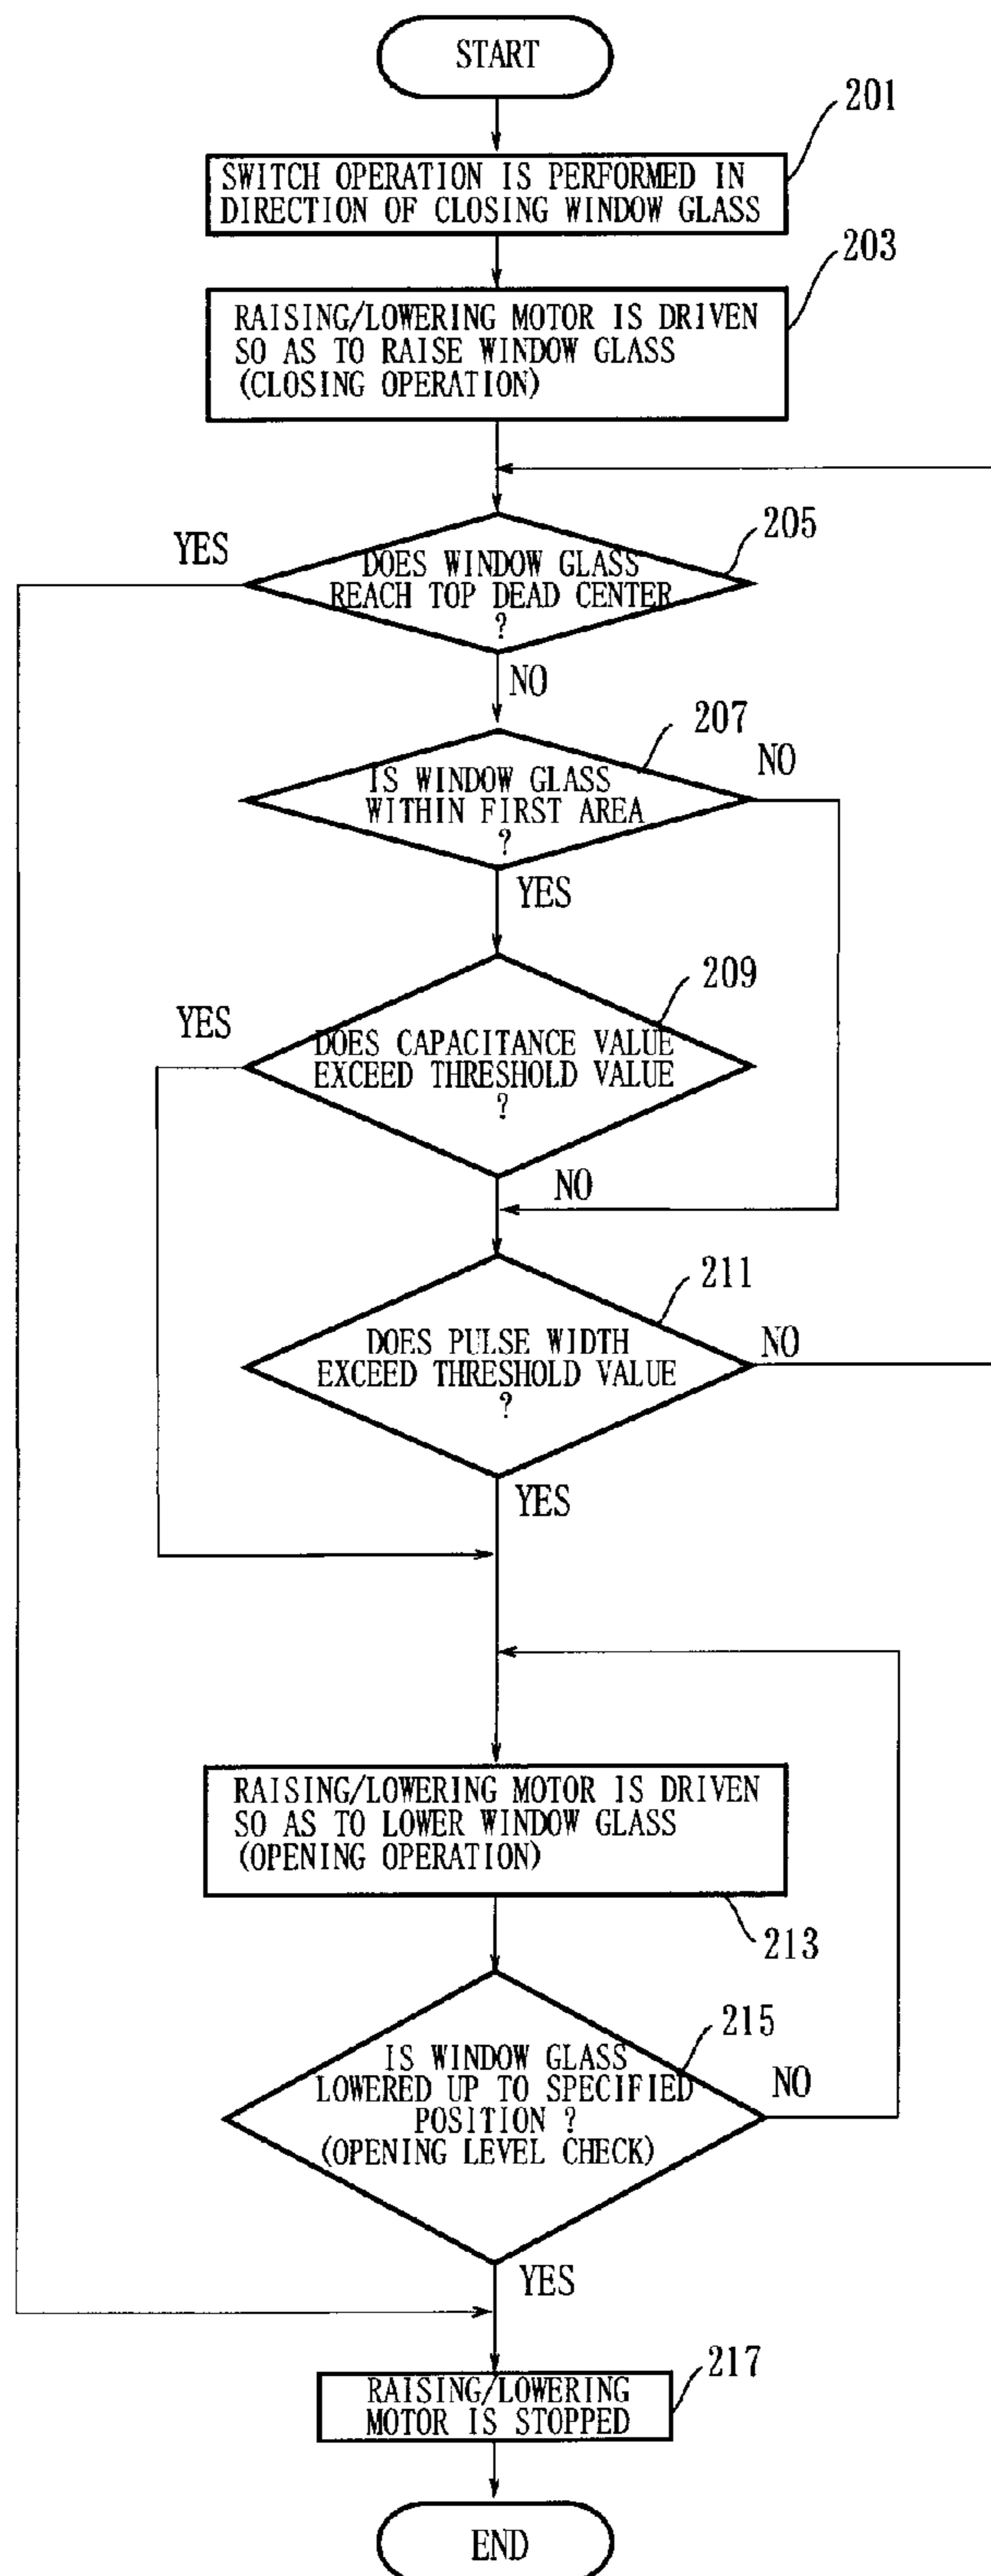 START
201
SWITCH OPERATION IS PERFORMED IN
DIRECTION OF CLOSING WINDOW GLASS
203
RAISING/LOWERING MOTOR IS DRIVEN
SO AS TO RAISE WINDOW GLASS
(CLOSING OPERATION)
205
YES
DOES WINDOW GLASS
REACH TOP DEAD CENTER
?
NO
207
NO
IS WINDOW GLASS
WITHIN FIRST AREA
?
YES
209
YES
DOES CAPACITANCE VALUE
EXCEED THRESHOLD VALUE
?
NO
211
NO
DOES PULSE WIDTH
EXCEED THRESHOLD VALUE
?
YES
RAISING/LOWERING MOTOR IS DRIVEN
SO AS TO LOWER WINDOW GLASS
(OPENING OPERATION)
213
215
IS WINDOW GLASS
LOWERED UP TO SPECIFIED
POSITION ?
(OPENING LEVEL CHECK)
NO
YES
217
RAISING/LOWERING
MOTOR IS STOPPED
END